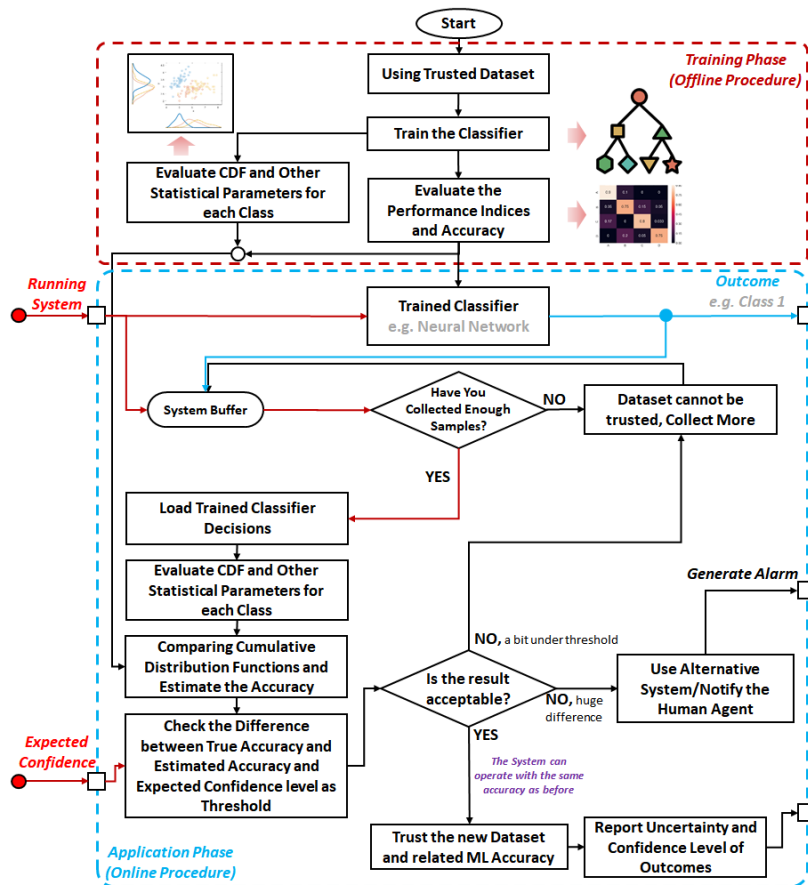 Start
Training Phase
(Offline Procedure)
Using Trusted Dataset
Train the Classifier
Evaluate CDF and Other
Statistical Parameters for
each Class
Evaluate the
Performance Indices
and Accuracy
Running
System
Outcome
e.g. Class 1
Trained Classifier
e.g. Neural Network
System Buffer
Have You
Collected Enough
Samples?
NO
Dataset cannot be
trusted, Collect More
YES
Load Trained Classifier
Decisions
Evaluate CDF and Other
Statistical Parameters for
each Class
Generate Alarm
Comparing Cumulative
Distribution Functions and
Estimate the Accuracy
NO, a bit under threshold
Is the result
acceptable?
NO, huge
difference
Use Alternative
System/Notify the
Human Agent
YES
Expected
Confidence
Check the Difference
between True Accuracy and
Estimated Accuracy and
Expected Confidence level as
Threshold
The System can
operate with the same
accuracy as before
Trust the new Dataset
and related ML Accuracy
Report Uncertainty and
Confidence Level of
Outcomes
Application Phase
(Online Procedure)